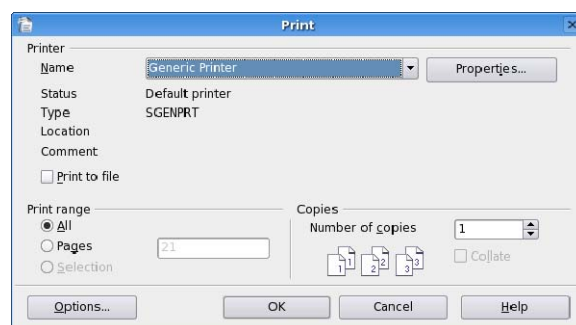 Print
Printer
Name Generic Printer Properties...
Status Default printer
Type SGENPRT
Location
Comment
Print to file
Print range
All
Pages 21
Selection
Copies
Number of copies 1
1 1 2 2 3 3
Collate
Options... OK Cancel Help